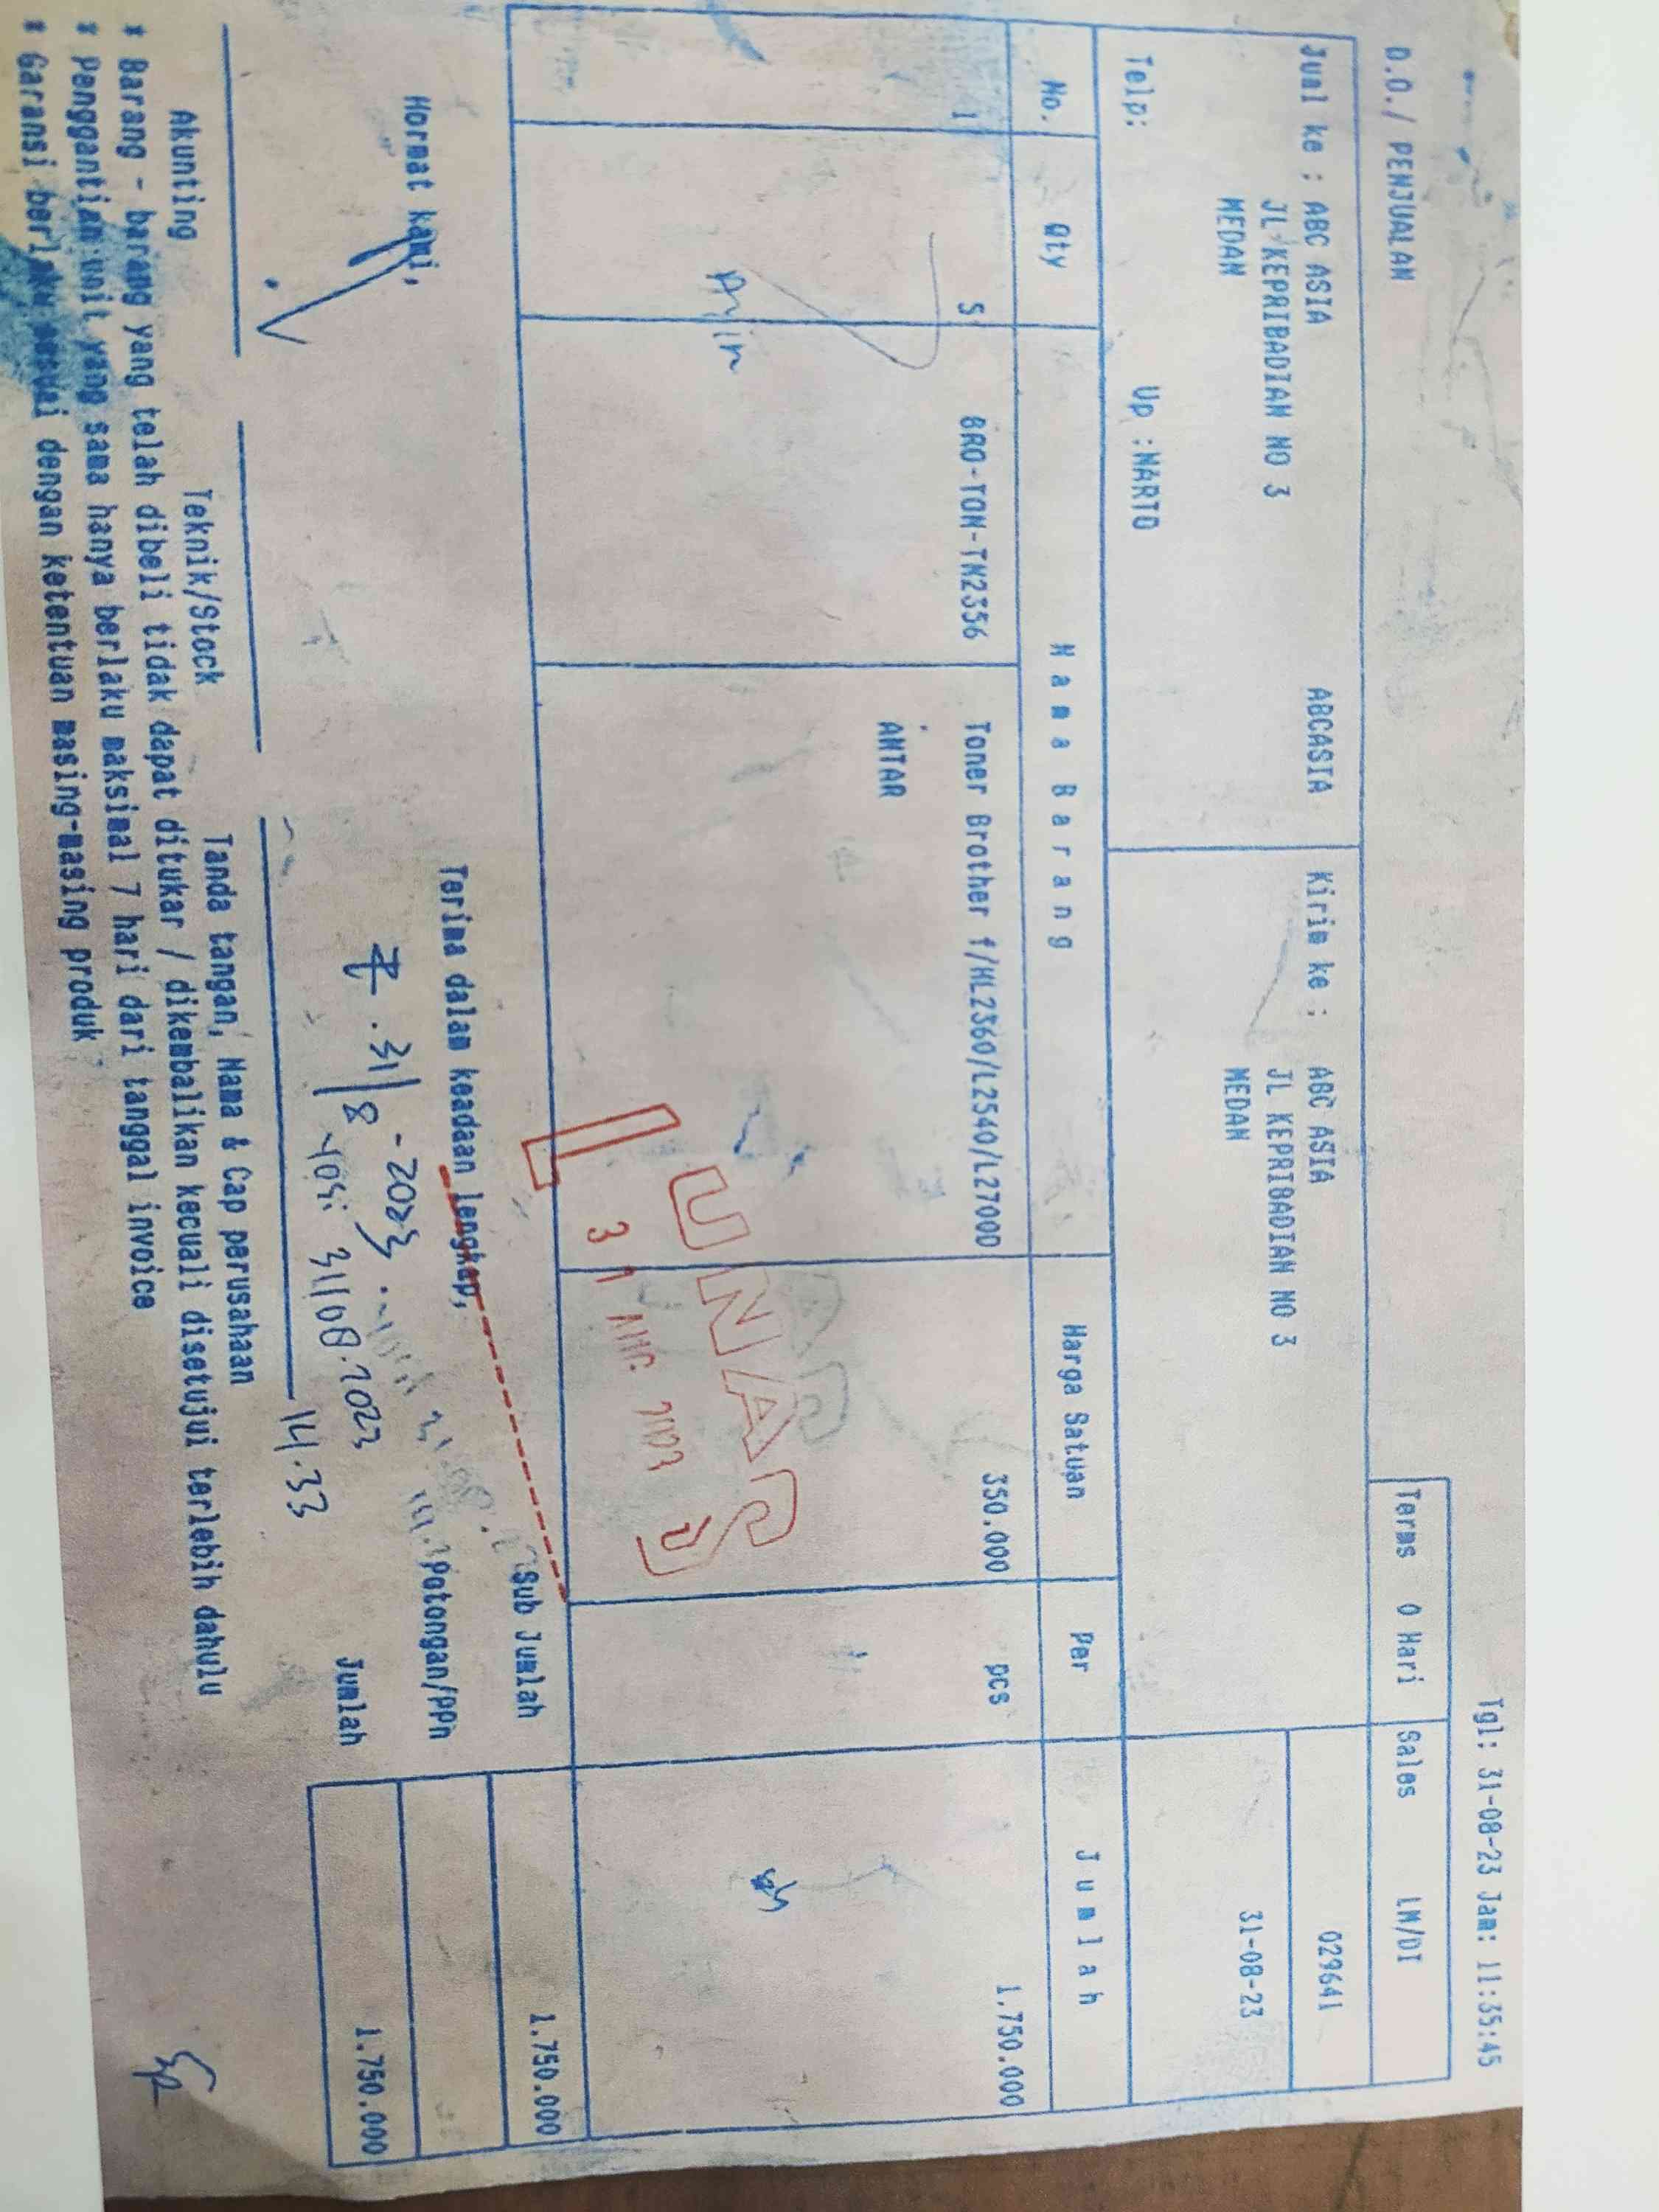 Tgl: 31-08-23 Jam: 11:35:45
D.O./ PENJUALAN
Terms 0 Hari Sales LM/DI
Jual ke : ABC ASIA ABCASIA Kirim ke : ABC ASIA 029641
JL KEPRIBADIAN NO 3 JL KEPRIBADIAN NO 3 31-08-23
MEDAN MEDAN
Telp: Up :NARTO
No. Qty Nama Barang Harga Satuan Per Jumlah
1 5 BRO-TON-TN2356 Toner Brother f/HL2360/L2540/L2700D 350.000 pcs 1.750.000
ANTAR
LUNAS
31 AUG 2023
Sub Jumlah 1.750.000
Hormat kami, Terima dalam keadaan lengkap, Potongan/PPn
31/8 - 2023
Yosi 31108.2023 Jumlah 1.750.000
14.33
Akunting Teknik/Stock Tanda tangan, Nama & Cap perusahaan
* Barang - barang yang telah dibeli tidak dapat ditukar / dikembalikan kecuali disetujui terlebih dahulu
* Penggantian unit yang sama hanya berlaku maksimal 7 hari dari tanggal invoice
* Garansi berlaku sesuai dengan ketentuan masing-masing produk